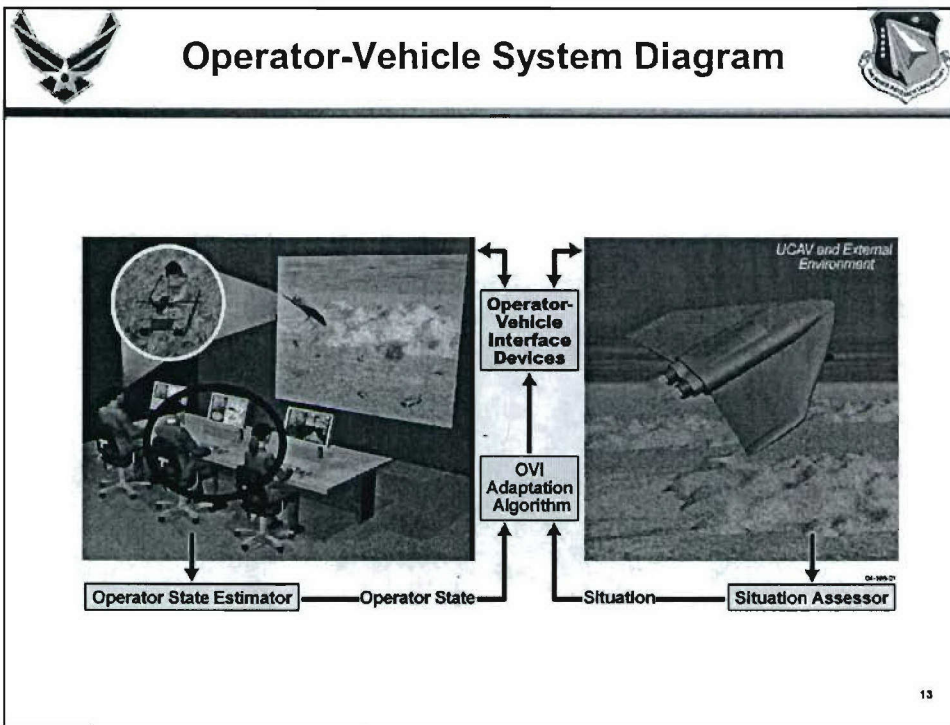 Operator-Vehicle System Diagram
UCAV and External
Environment
Operator-
Vehicle
Interface
Devices
OVI
Adaptation
Algorithm
Operator State Estimator
Operator State
Situation
Situation Assessor
13